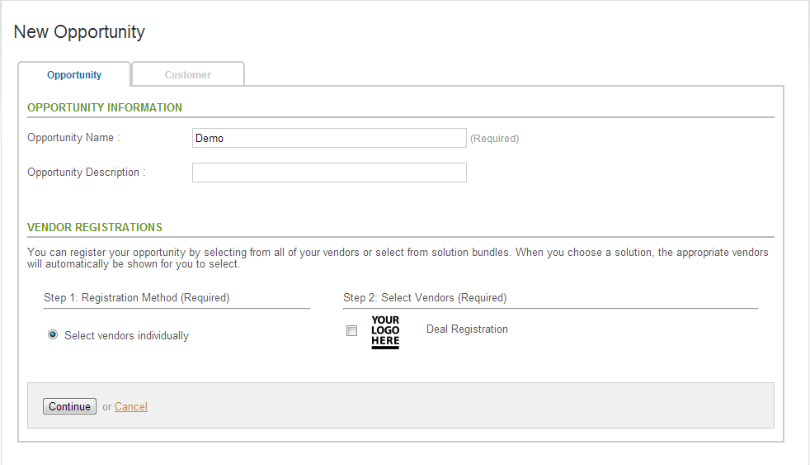 New Opportunity
Opportunity
Customer
OPPORTUNITY INFORMATION
Opportunity Name :
Demo
(Required)
Opportunity Description :
VENDOR REGISTRATIONS
You can register your opportunity by selecting from all of your vendors or select from solution bundles. When you choose a solution, the appropriate vendors
will automatically be shown for you to select.
Step 1: Registration Method (Required)
Select vendors individually
Step 2: Select Vendors (Required)
YOUR
LOGO
HERE
Deal Registration
Continue or Cancel